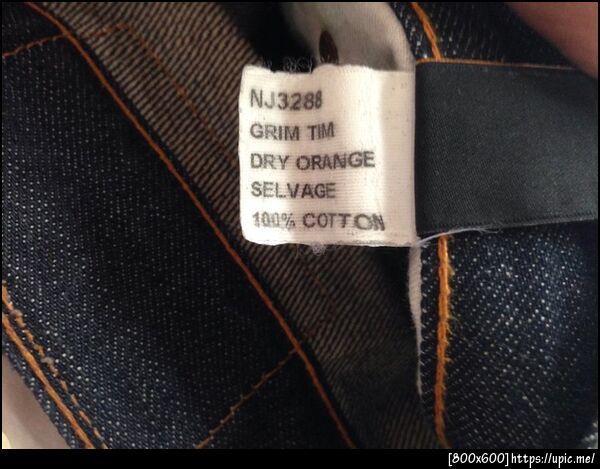 NJ3288
GRIM TIM
DRY ORANGE
SELVAGE
100% COTTON
[800x600]https://upic.me/